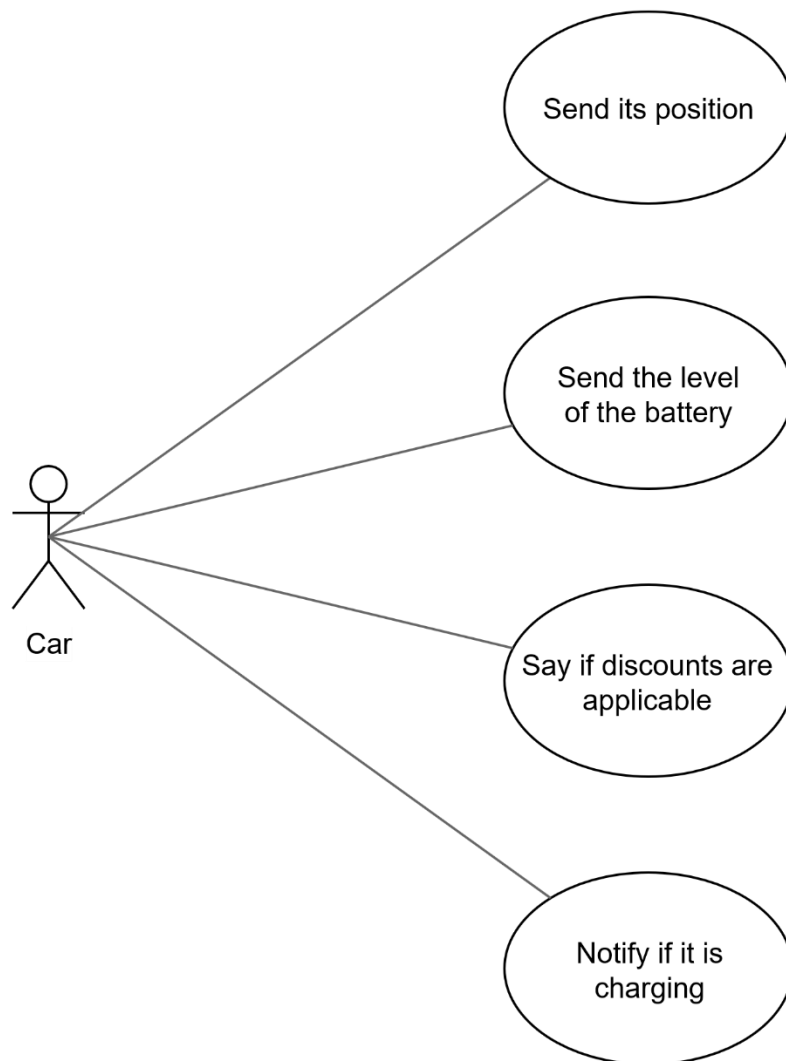 Send its position
Send the level
of the battery
Car
Say if discounts are
applicable
Notify if it is
charging